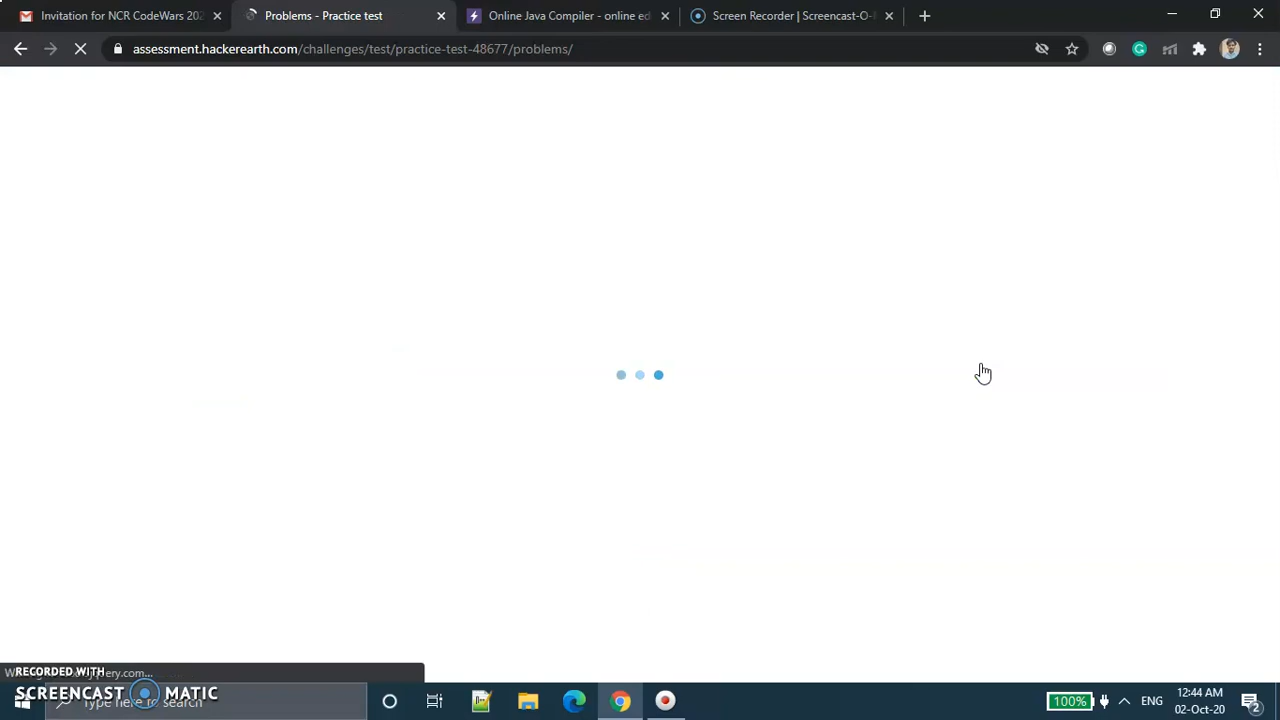 Invitation for NCR CodeWars 202
Problems - Practice test
Online Java Compiler - online ed
Screen Recorder | Screencast-O-
assessment.hackerearth.com/challenges/test/practice-test-48677/problems/
RECORDED WITH
SCREENCAST MATIC
Type here to search
100%
ENG
12:44 AM
02-Oct-20
2